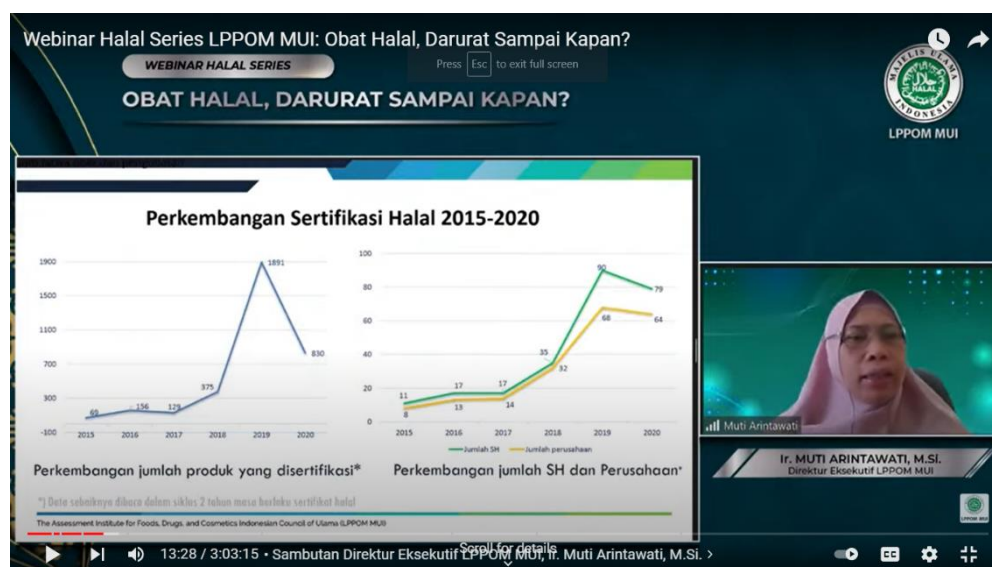 Webinar Halal Series LPPOM MUI: Obat Halal, Darurat Sampai Kapan?
WEBINAR HALAL SERIES
Press Esc to exit full screen
OBAT HALAL, DARURAT SAMPAI KAPAN?
MAJELIS ULAMA INDONESIA
HALAL
LPPOM MUI
Perkembangan Sertifikasi Halal 2015-2020
1900
1500
1100
700
300
-100
69
156
129
375
1891
830
2015 2016 2017 2018 2019 2020
Perkembangan jumlah produk yang disertifikasi*
100
80
60
40
20
0
11 17 17 35 90 79
8 13 14 32 68 64
2015 2016 2017 2018 2019 2020
Jumlah SH Jumlah perusahaan
Perkembangan jumlah SH dan Perusahaan*
*) Data sebaiknya dibaca dalam siklus 2 tahun masa berlaku sertifikat halal
The Assessment Institute for Foods, Drugs, and Cosmetics Indonesian Council of Ulama (LPPOM MUI)
Muti Arintawati
Ir. MUTI ARINTAWATI, M.SI.
Direktur Eksekutif LPPOM MUI
LPPOM MUI
13:28 / 3:03:15 • Sambutan Direktur Eksekutif LPPOM MUI, Ir. Muti Arintawati, M.Si. >
Scroll for details